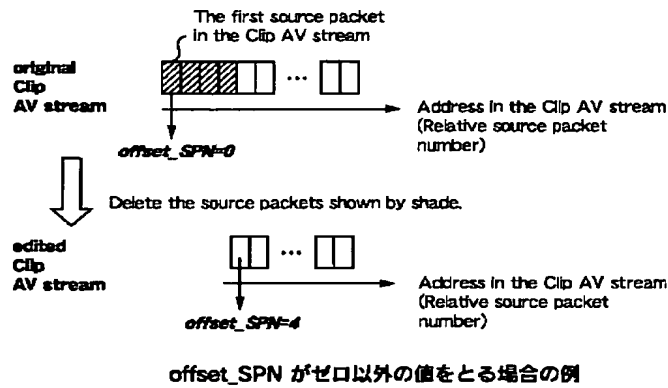 The first source packet
in the Clip AV stream
original
Clip
AV stream
...
Address in the Clip AV stream
(Relative source packet
number)
offset_SPN=0
Delete the source packets shown by shade.
edited
Clip
AV stream
...
Address in the Clip AV stream
(Relative source packet
number)
offset_SPN=4
offset_SPN がゼロ以外の値をとる場合の例